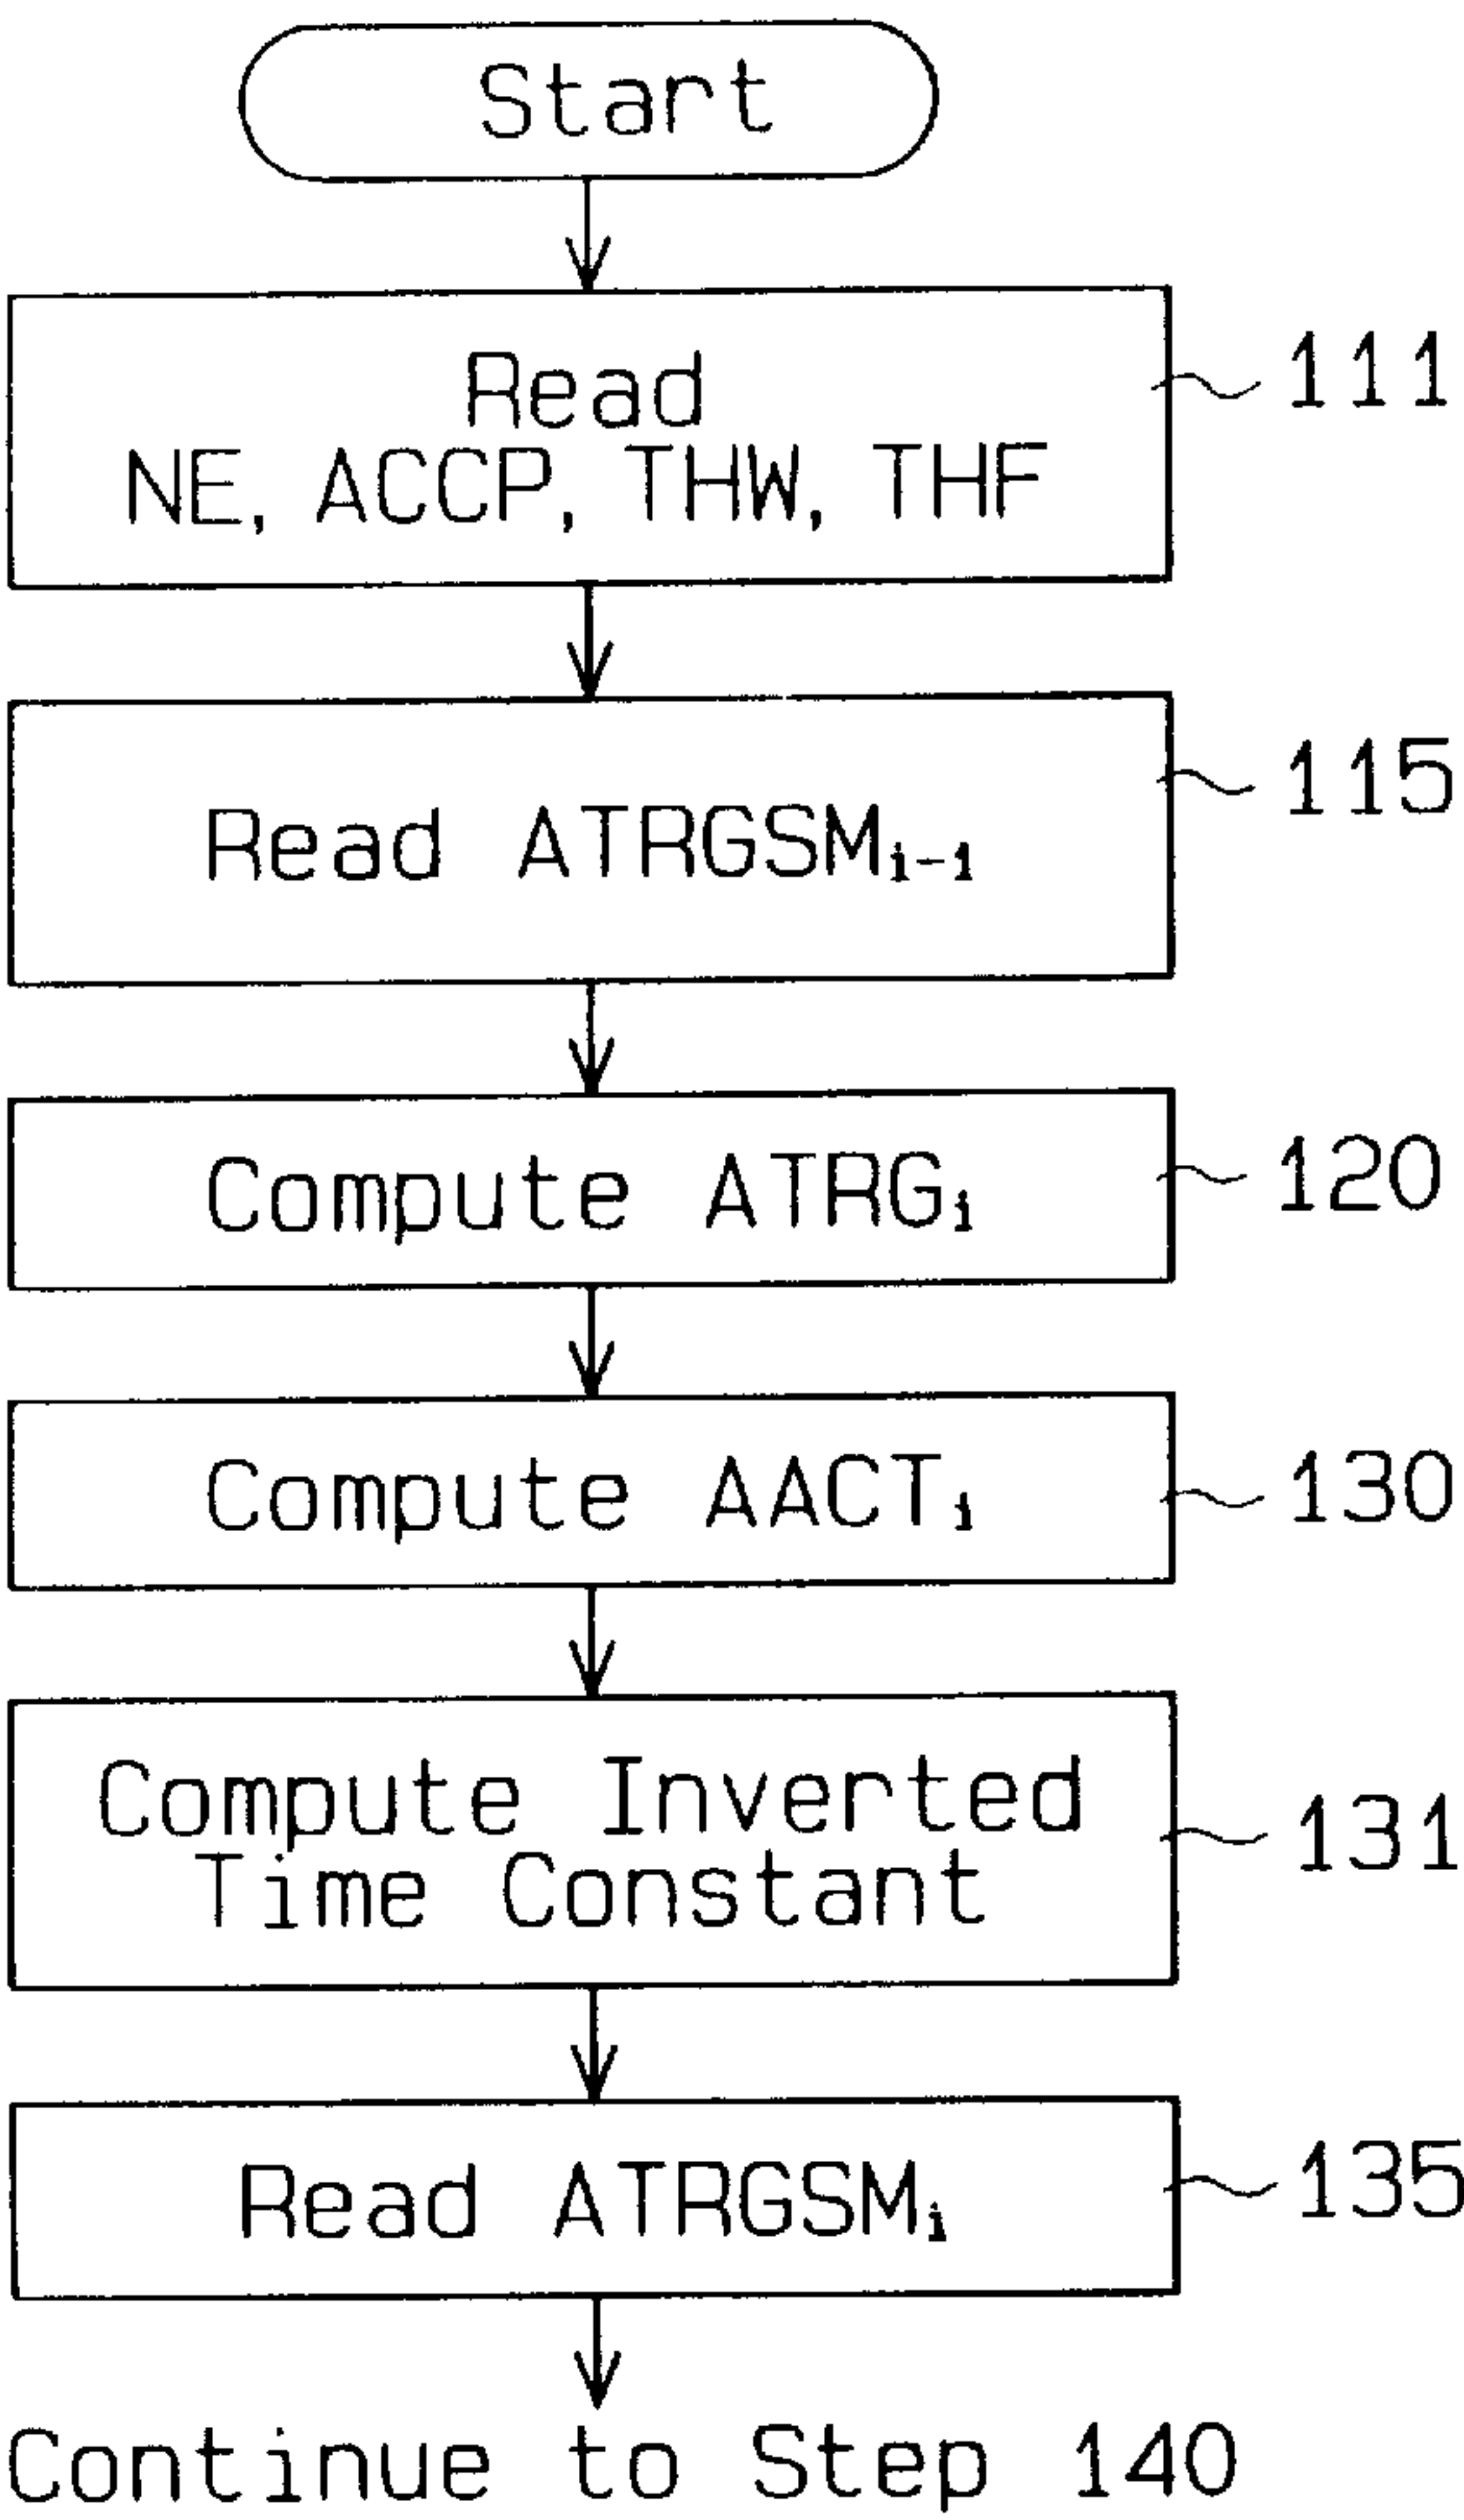 Start
Read
NE, ACCP, THW, THF
111
Read ATRGSMi-1
115
Compute ATRGi
120
Compute AACTi
130
Compute Inverted
Time Constant
131
Read ATRGSMi
135
Continue to Step 140